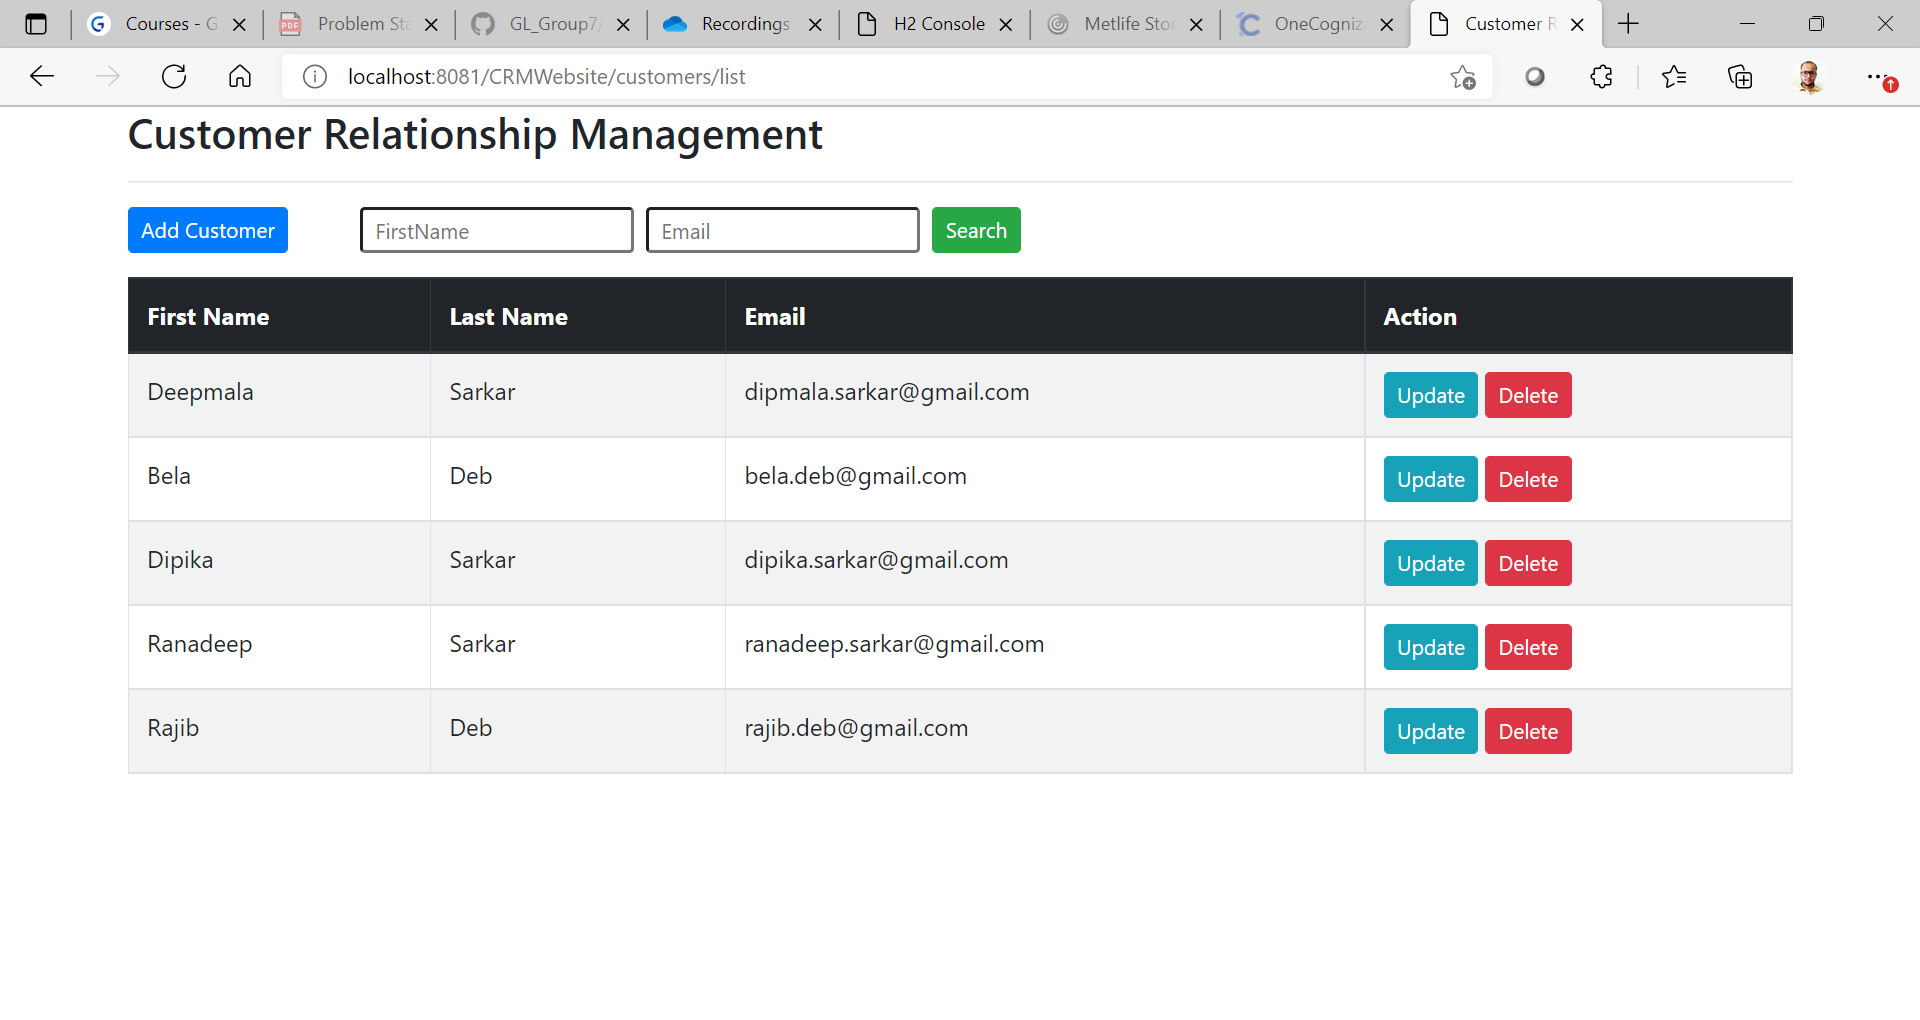 Courses - G
Problem Sta
GL_Group7/
Recordings
H2 Console
Metlife Stor
OneCogniz
Customer R
localhost:8081/CRMWebsite/customers/list
Customer Relationship Management
Add Customer FirstName Email Search
First Name Last Name Email Action
Deepmala Sarkar dipmala.sarkar@gmail.com Update Delete
Bela Deb bela.deb@gmail.com Update Delete
Dipika Sarkar dipika.sarkar@gmail.com Update Delete
Ranadeep Sarkar ranadeep.sarkar@gmail.com Update Delete
Rajib Deb rajib.deb@gmail.com Update Delete